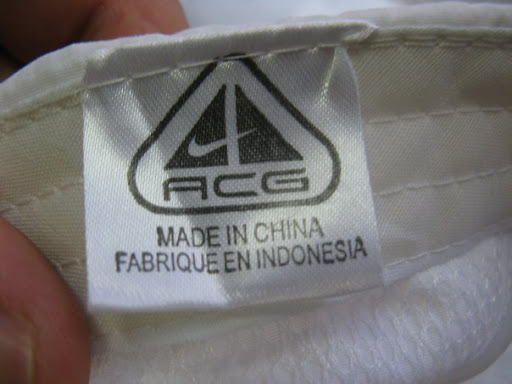 ACG
MADE IN CHINA
FABRIQUE EN INDONESIA